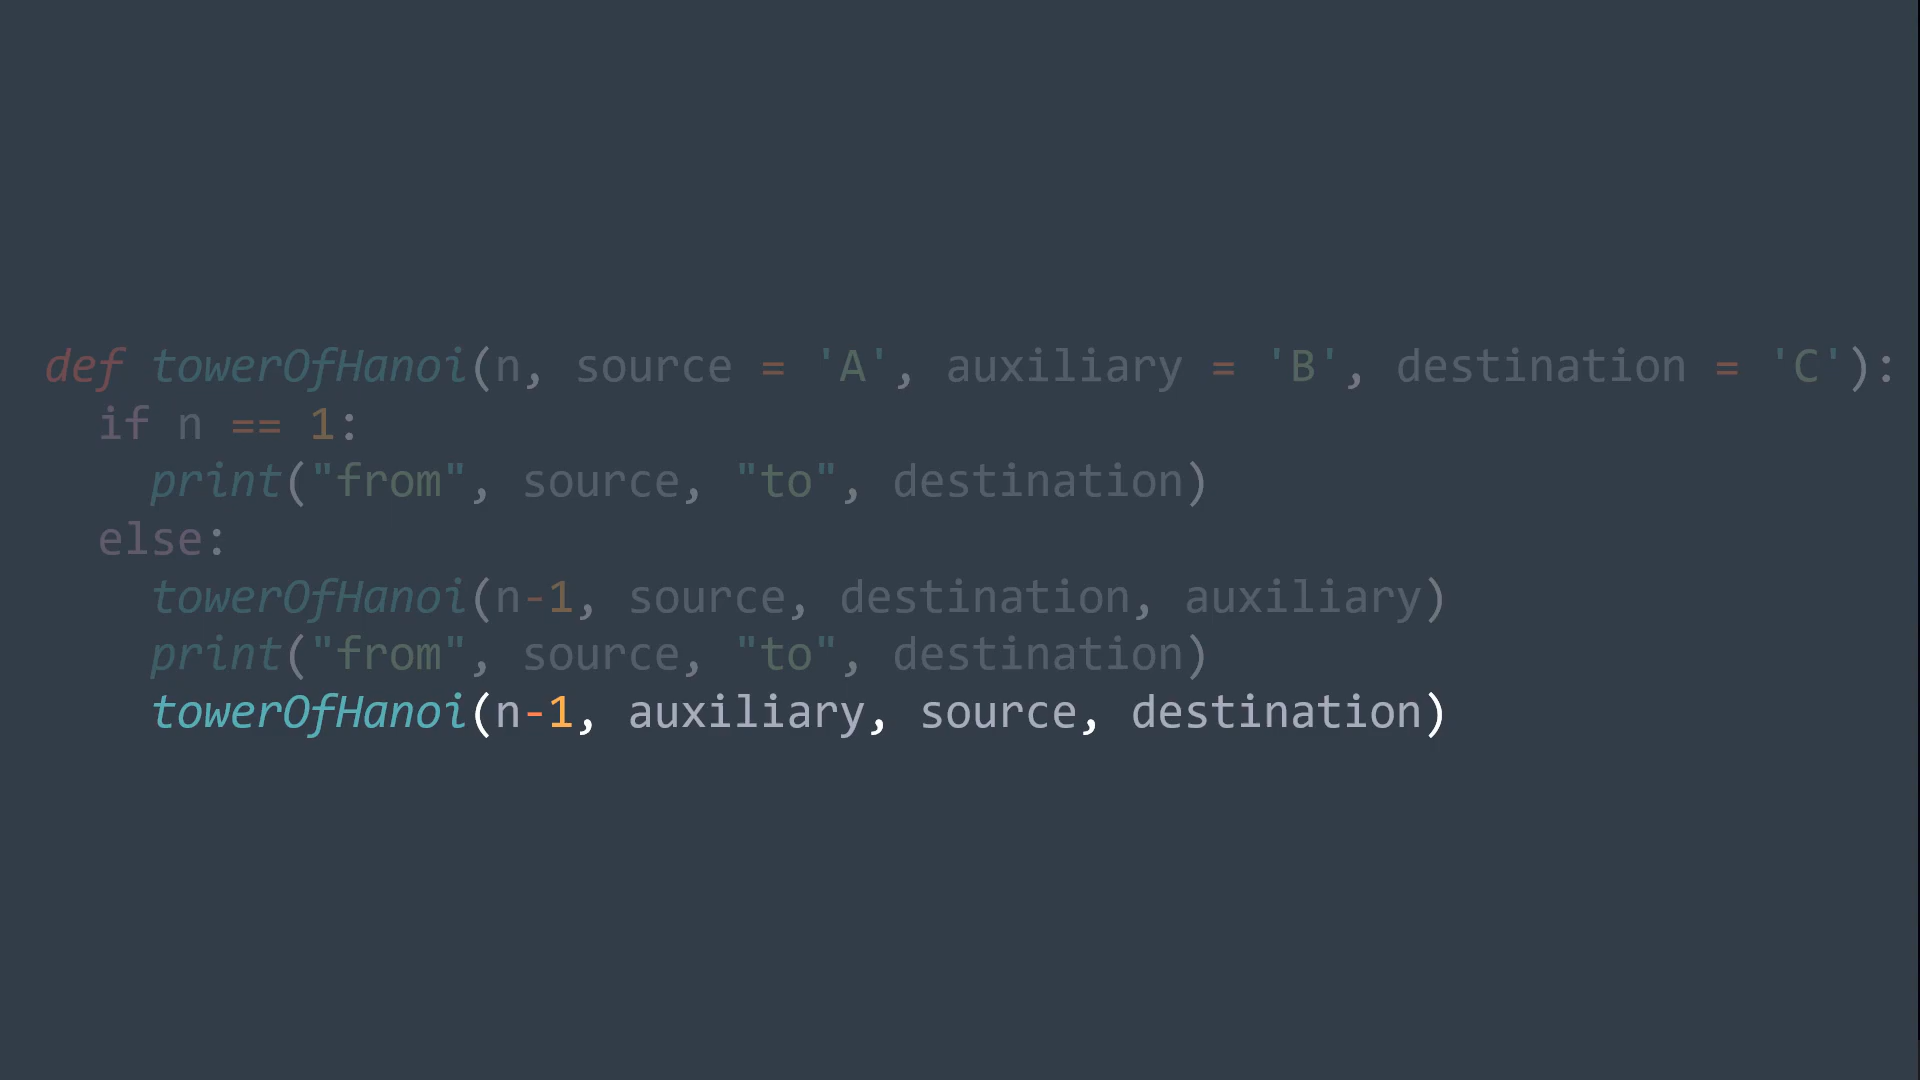 def towerOfHanoi(n, source = 'A', auxiliary = 'B', destination = 'C'):
  if n == 1:
    print("from", source, "to", destination)
  else:
    towerOfHanoi(n-1, source, destination, auxiliary)
    print("from", source, "to", destination)
    towerOfHanoi(n-1, auxiliary, source, destination)